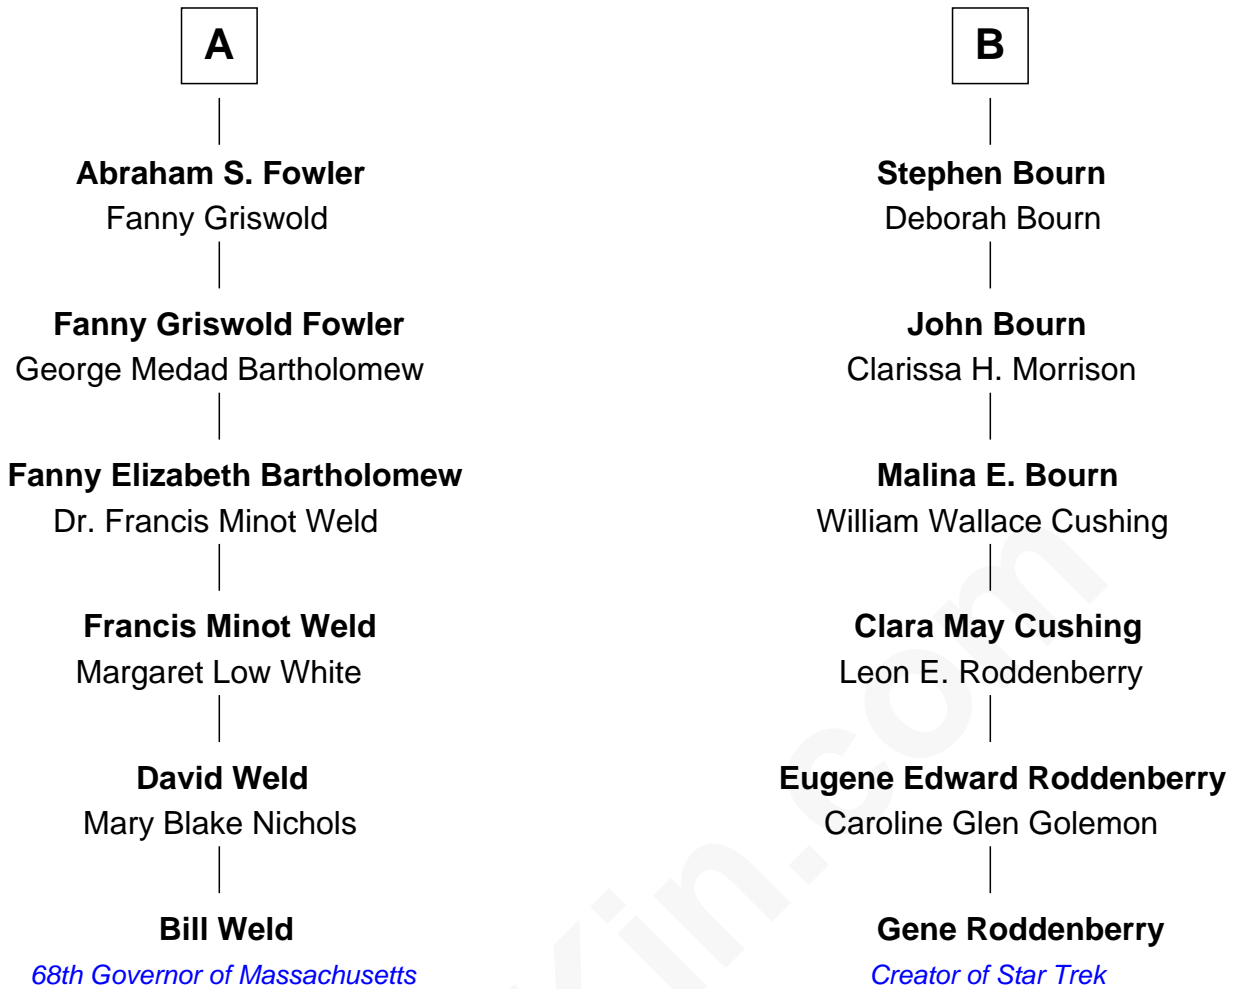 A
Abraham S. Fowler
Fanny Griswold
Fanny Griswold Fowler
George Medad Bartholomew
Fanny Elizabeth Bartholomew
Dr. Francis Minot Weld
Francis Minot Weld
Margaret Low White
David Weld
Mary Blake Nichols
Bill Weld
68th Governor of Massachusetts
B
Stephen Bourn
Deborah Bourn
John Bourn
Clarissa H. Morrison
Malina E. Bourn
William Wallace Cushing
Clara May Cushing
Leon E. Roddenberry
Eugene Edward Roddenberry
Caroline Glen Golemon
Gene Roddenberry
Creator of Star Trek
Kin.com